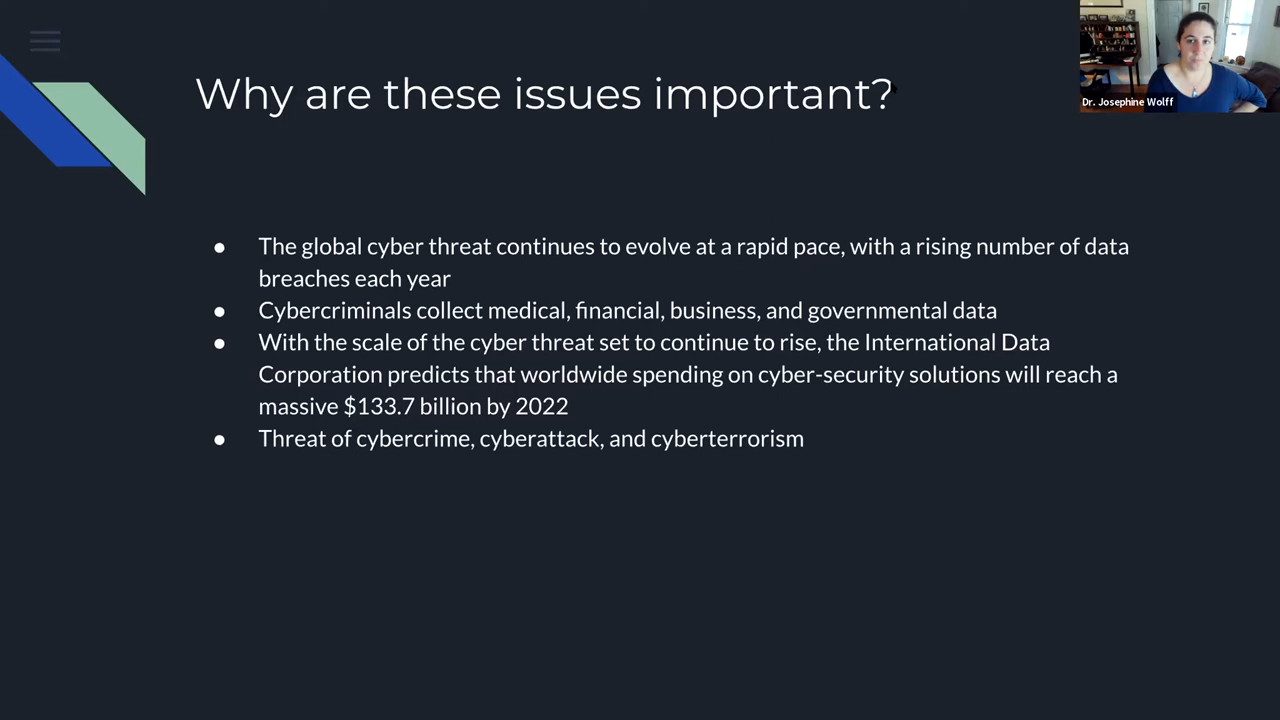 Why are these issues important?
Dr. Josephine Wolff
● The global cyber threat continues to evolve at a rapid pace, with a rising number of data
breaches each year
● Cybercriminals collect medical, financial, business, and governmental data
● With the scale of the cyber threat set to continue to rise, the International Data
Corporation predicts that worldwide spending on cyber-security solutions will reach a
massive $133.7 billion by 2022
● Threat of cybercrime, cyberattack, and cyberterrorism